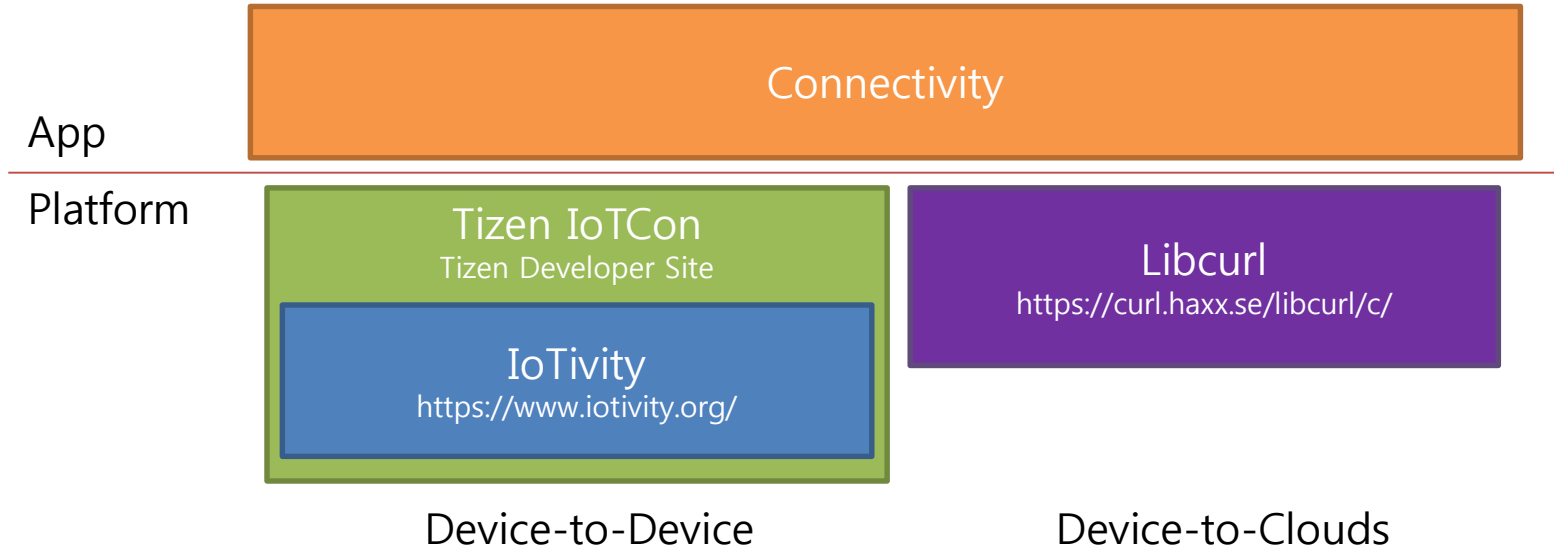 Connectivity
App
Platform
Tizen IoTCon
Tizen Developer Site
IoTivity
https://www.iotivity.org/
Libcurl
https://curl.haxx.se/libcurl/c/
Device-to-Device
Device-to-Clouds